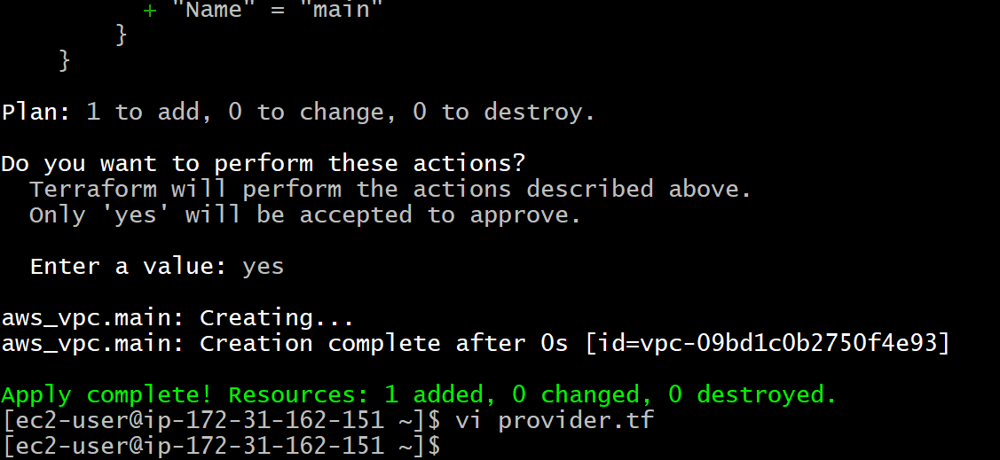 + "Name" = "main"
}
}
Plan: 1 to add, 0 to change, 0 to destroy.
Do you want to perform these actions?
Terraform will perform the actions described above.
Only 'yes' will be accepted to approve.
Enter a value: yes
aws_vpc.main: Creating...
aws_vpc.main: Creation complete after 0s [id=vpc-09bd1c0b2750f4e93]
Apply complete! Resources: 1 added, 0 changed, 0 destroyed.
[ec2-user@ip-172-31-162-151 ~]$ vi provider.tf
[ec2-user@ip-172-31-162-151 ~]$